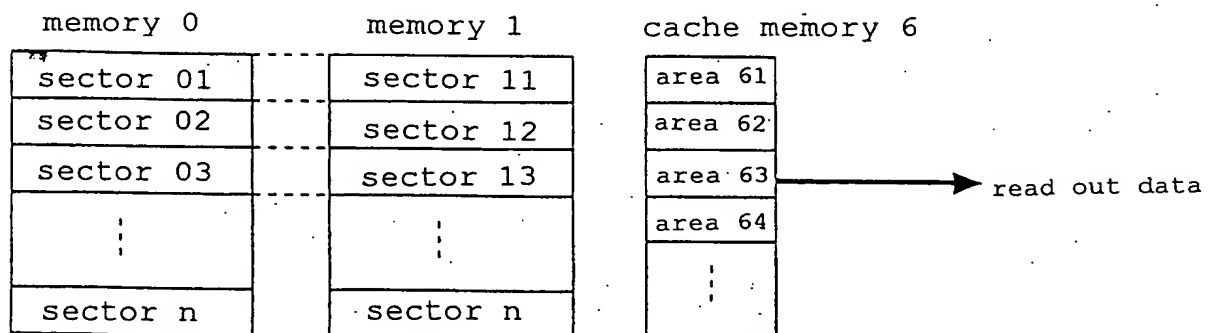 memory 0 memory 1 cache memory 6
sector 01 sector 11 area 61
sector 02 sector 12 area 62
sector 03 sector 13 area 63 read out data
area 64
sector n sector n